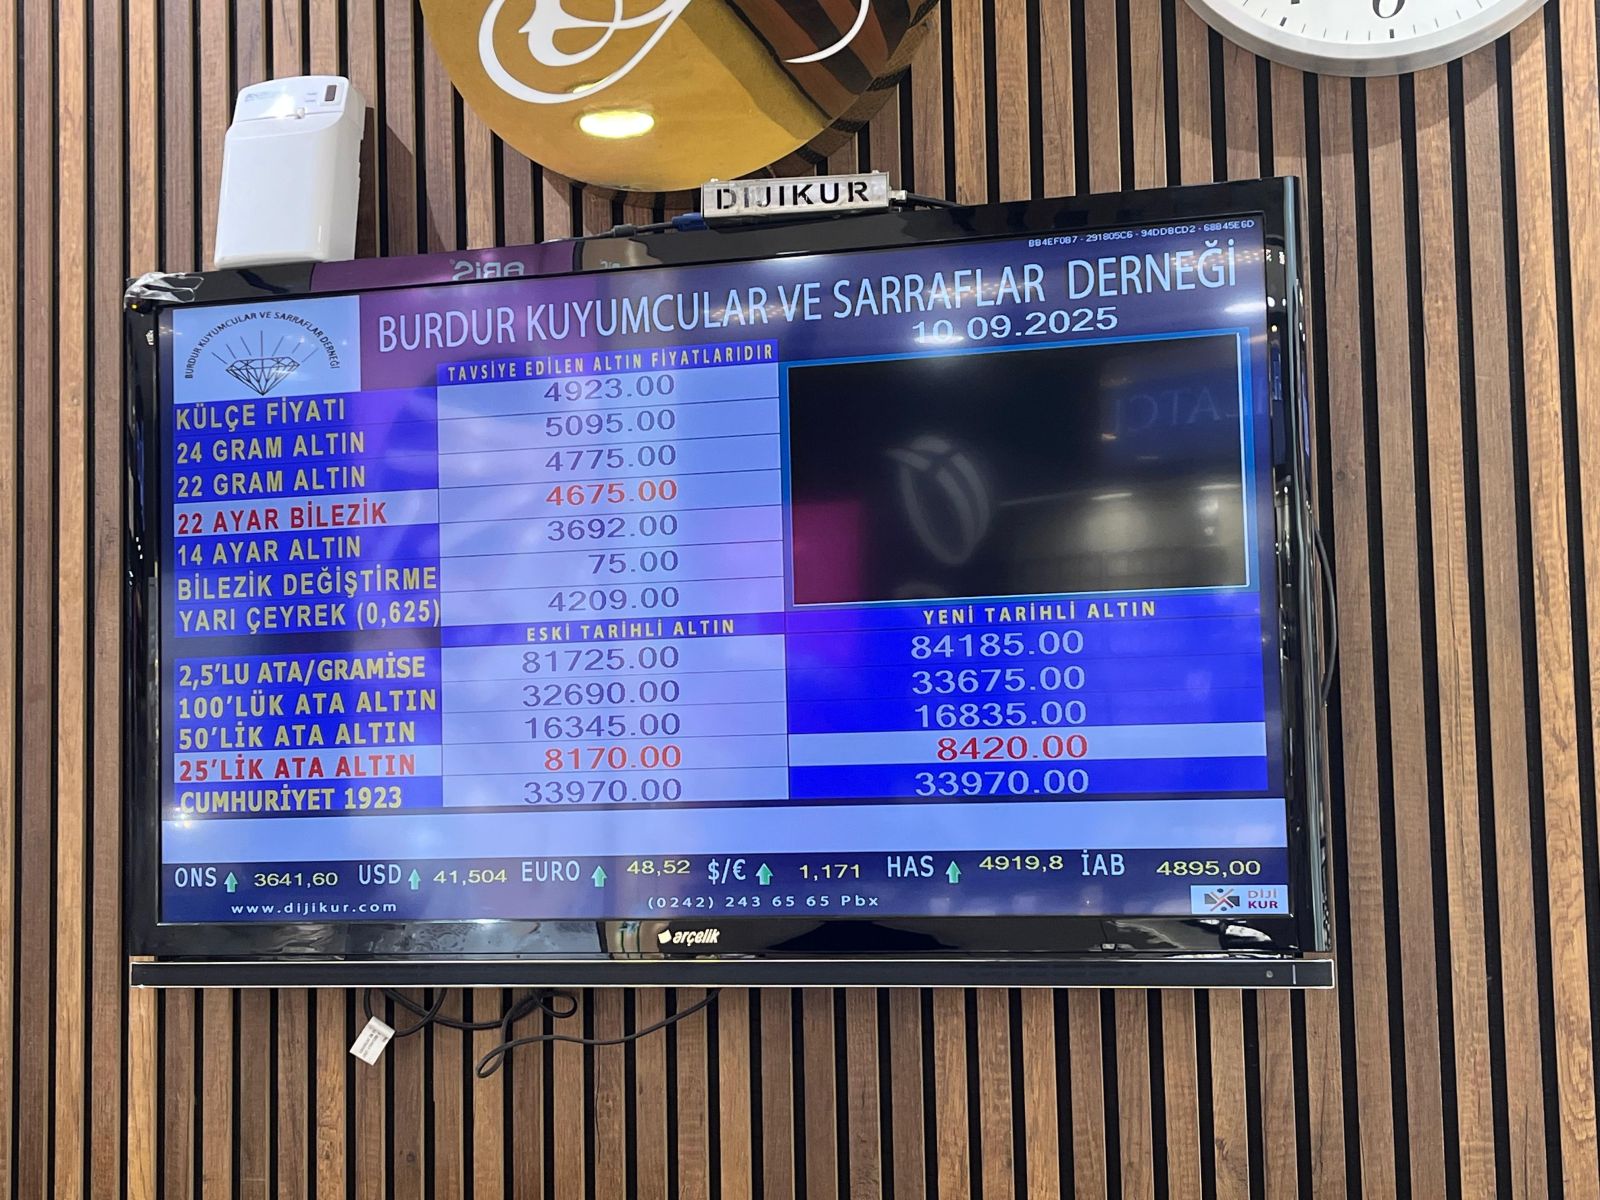 DIJIKUR
BB4EF0B7 - 291805C6 - 94DD8CD2 - 68B45E6D
BURDUR KUYUMCULAR VE SARRAFLAR DERNEĞİ
BURDUR KUYUMCULAR VE SARRAFLAR DERNEĞİ
10.09.2025
TAVSİYE EDİLEN ALTIN FİYATLARIDIR
KÜLÇE FİYATI 4923.00
24 GRAM ALTIN 5095.00
22 GRAM ALTIN 4775.00
22 AYAR BİLEZİK 4675.00
14 AYAR ALTIN 3692.00
BİLEZİK DEĞİŞTİRME 75.00
YARI ÇEYREK (0,625) 4209.00
ESKİ TARİHLİ ALTIN YENİ TARİHLİ ALTIN
2,5'LU ATA/GRAMİSE 81725.00 84185.00
100'LÜK ATA ALTIN 32690.00 33675.00
50'LİK ATA ALTIN 16345.00 16835.00
25'LİK ATA ALTIN 8170.00 8420.00
CUMHURİYET 1923 33970.00 33970.00
ONS 3641,60 USD 41,504 EURO 48,52 $/€ 1,171 HAS 4919,8 İAB 4895,00
www.dijikur.com (0242) 243 65 65 Pbx DİJİ
KUR
arçelik